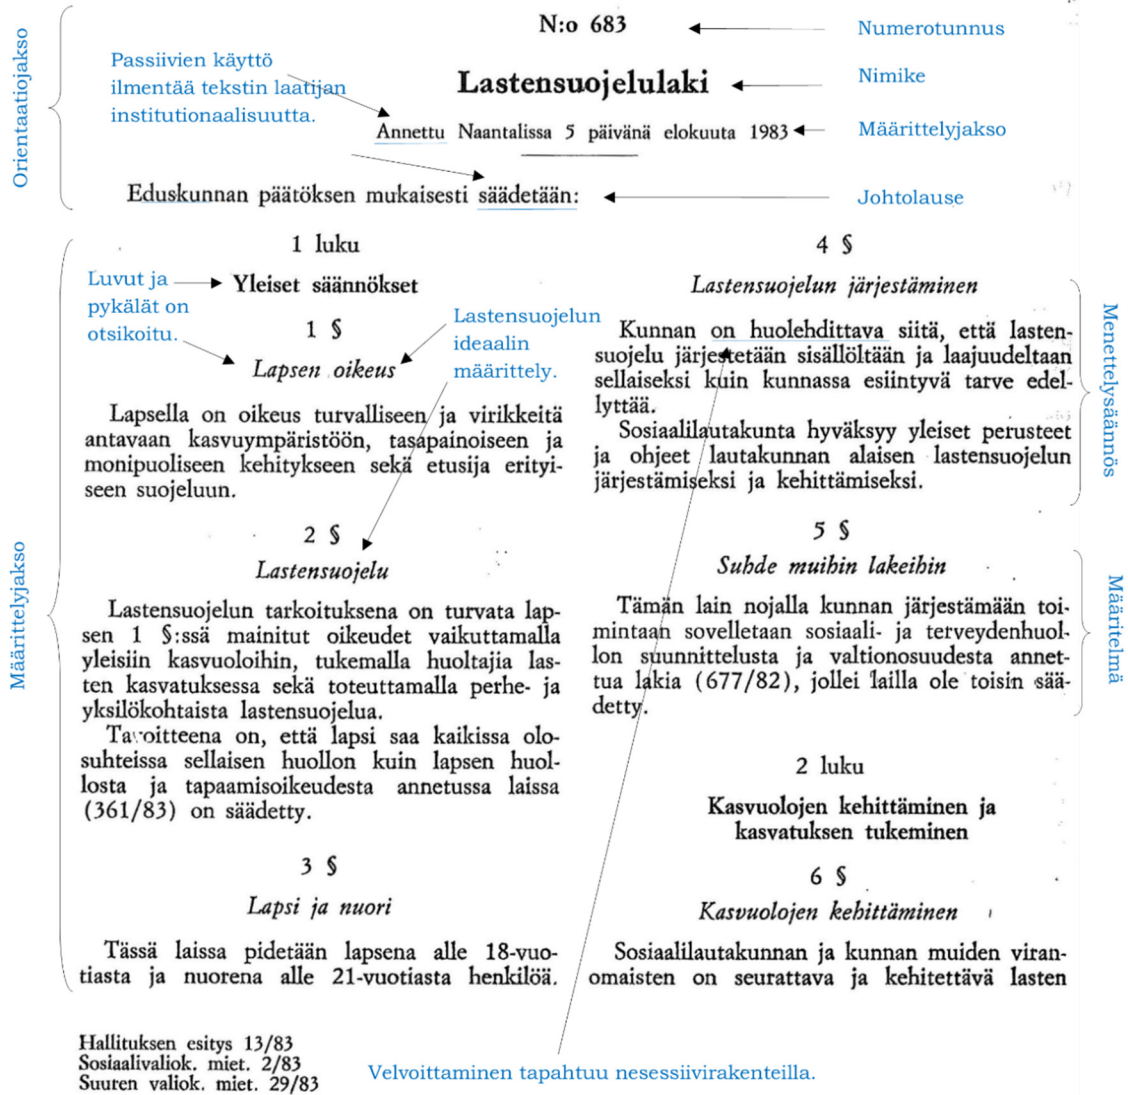 N:o 683
Numerotunnus
Orientaatiojakso
Passiivien käyttö
ilmentää tekstin laatijan
institutionaalisuutta.
Lastensuojelulaki
Nimike
Annettu Naantalissa 5 päivänä elokuuta 1983
Määrittelyjakso
Eduskunnan päätöksen mukaisesti säädetään:
Johtolause
Määrittelyjakso
1 luku
Luvut ja
pykälät on
otsikoitu.
Yleiset säännökset
1 §
Lastensuojelun
ideaalin
määrittely.
Lapsen oikeus
Lapsella on oikeus turvalliseen ja virikkeitä
antavaan kasvuympäristöön, tasapainoiseen ja
monipuoliseen kehitykseen sekä etusija erityi-
seen suojeluun.
2 §
Lastensuojelu
Lastensuojelun tarkoituksena on turvata lap-
sen 1 §:ssä mainitut oikeudet vaikuttamalla
yleisiin kasvuoloihin, tukemalla huoltajia las-
ten kasvatuksessa sekä toteuttamalla perhe- ja
yksilökohtaista lastensuojelua.
Tavoitteena on, että lapsi saa kaikissa olo-
suhteissa sellaisen huollon kuin lapsen huol-
losta ja tapaamisoikeudesta annetussa laissa
(361/83) on säädetty.
3 §
Lapsi ja nuori
Tässä laissa pidetään lapsena alle 18-vuo-
tiasta ja nuorena alle 21-vuotiasta henkilöä.
4 §
Lastensuojelun järjestäminen
Kunnan on huolehdittava siitä, että lasten-
suojelu järjestetään sisällöltään ja laajuudeltaan
sellaiseksi kuin kunnassa esiintyvä tarve edel-
lyttää.
Sosiaalilautakunta hyväksyy yleiset perusteet
ja ohjeet lautakunnan alaisen lastensuojelun
järjestämiseksi ja kehittämiseksi.
Menettelysäännös
5 §
Suhde muihin lakeihin
Tämän lain nojalla kunnan järjestämään toi-
mintaan sovelletaan sosiaali- ja terveydenhuol-
lon suunnittelusta ja valtionosuudesta annet-
tua lakia (677/82), jollei lailla ole toisin sää-
detty.
Määritelmä
2 luku
Kasvuolojen kehittäminen ja
kasvatuksen tukeminen
6 §
Kasvuolojen kehittäminen
Sosiaalilautakunnan ja kunnan muiden viran-
omaisten on seurattava ja kehitettävä lasten
Hallituksen esitys 13/83
Sosiaalivaliok. miet. 2/83
Suuren valiok. miet. 29/83
Velvoittaminen tapahtuu nesessiivirakenteilla.